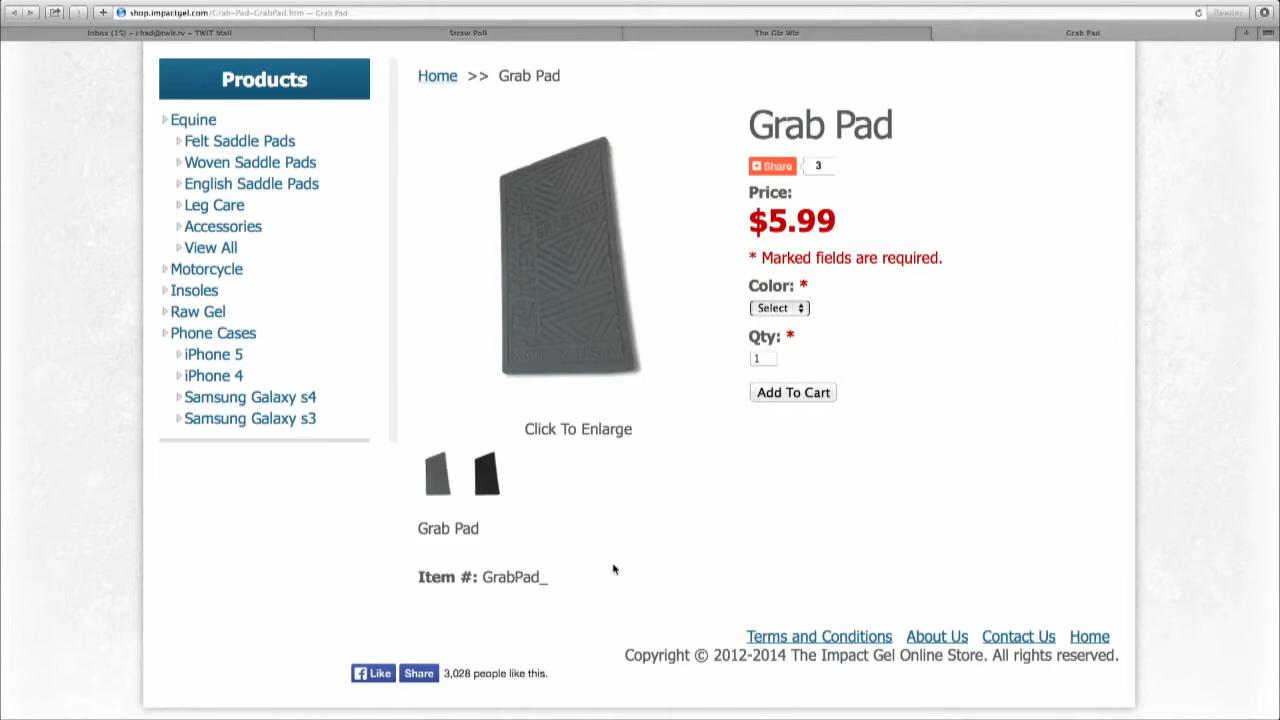 shop.impactgel.com/Grab-Pad-GrabPad.htm — Grab Pad
Reader
Inbox (15) – chad@twit.tv – TWiT Mail
Straw Poll
The Giz Wiz
Grab Pad
Products
Equine
Felt Saddle Pads
Woven Saddle Pads
English Saddle Pads
Leg Care
Accessories
View All
Motorcycle
Insoles
Raw Gel
Phone Cases
iPhone 5
iPhone 4
Samsung Galaxy s4
Samsung Galaxy s3
Home >> Grab Pad
MADE IN U.S.A.
Click To Enlarge
Grab Pad
Item #: GrabPad_
Grab Pad
Share 3
Price:
$5.99
* Marked fields are required.
Color: *
Select
Qty: *
1
Add To Cart
Terms and Conditions About Us Contact Us Home
Copyright © 2012-2014 The Impact Gel Online Store. All rights reserved.
Like Share 3,028 people like this.